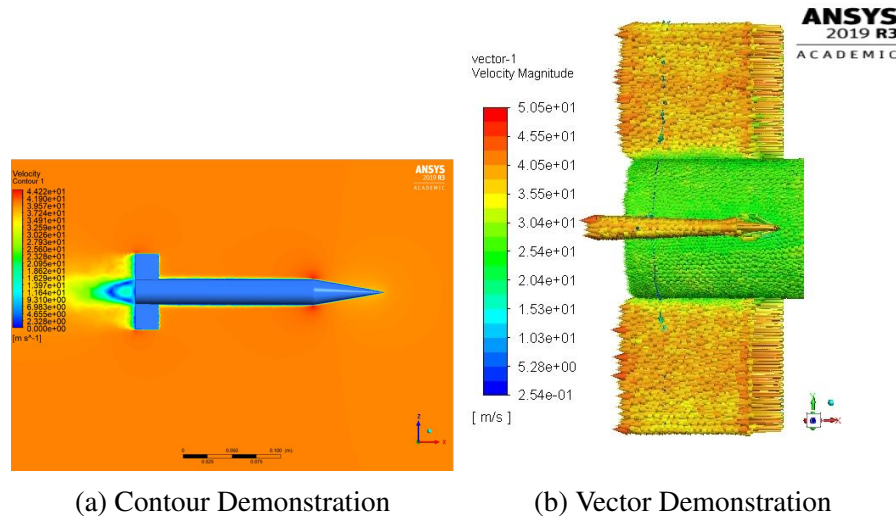 Velocity
Contour 1
4.422e+01
4.190e+01
3.957e+01
3.724e+01
3.491e+01
3.259e+01
3.026e+01
2.793e+01
2.560e+01
2.328e+01
2.095e+01
1.862e+01
1.629e+01
1.397e+01
1.164e+01
9.310e+00
6.983e+00
4.655e+00
2.328e+00
0.000e+00
[m s^-1]
ANSYS
2019 R3
ACADEMIC
0
0.050
0.100 (m)
0.025
0.075
Z
X
(a) Contour Demonstration
ANSYS
2019 R3
ACADEMIC
vector-1
Velocity Magnitude
5.05e+01
4.55e+01
4.05e+01
3.55e+01
3.04e+01
2.54e+01
2.04e+01
1.53e+01
1.03e+01
5.28e+00
2.54e-01
[ m/s ]
Y
X
(b) Vector Demonstration